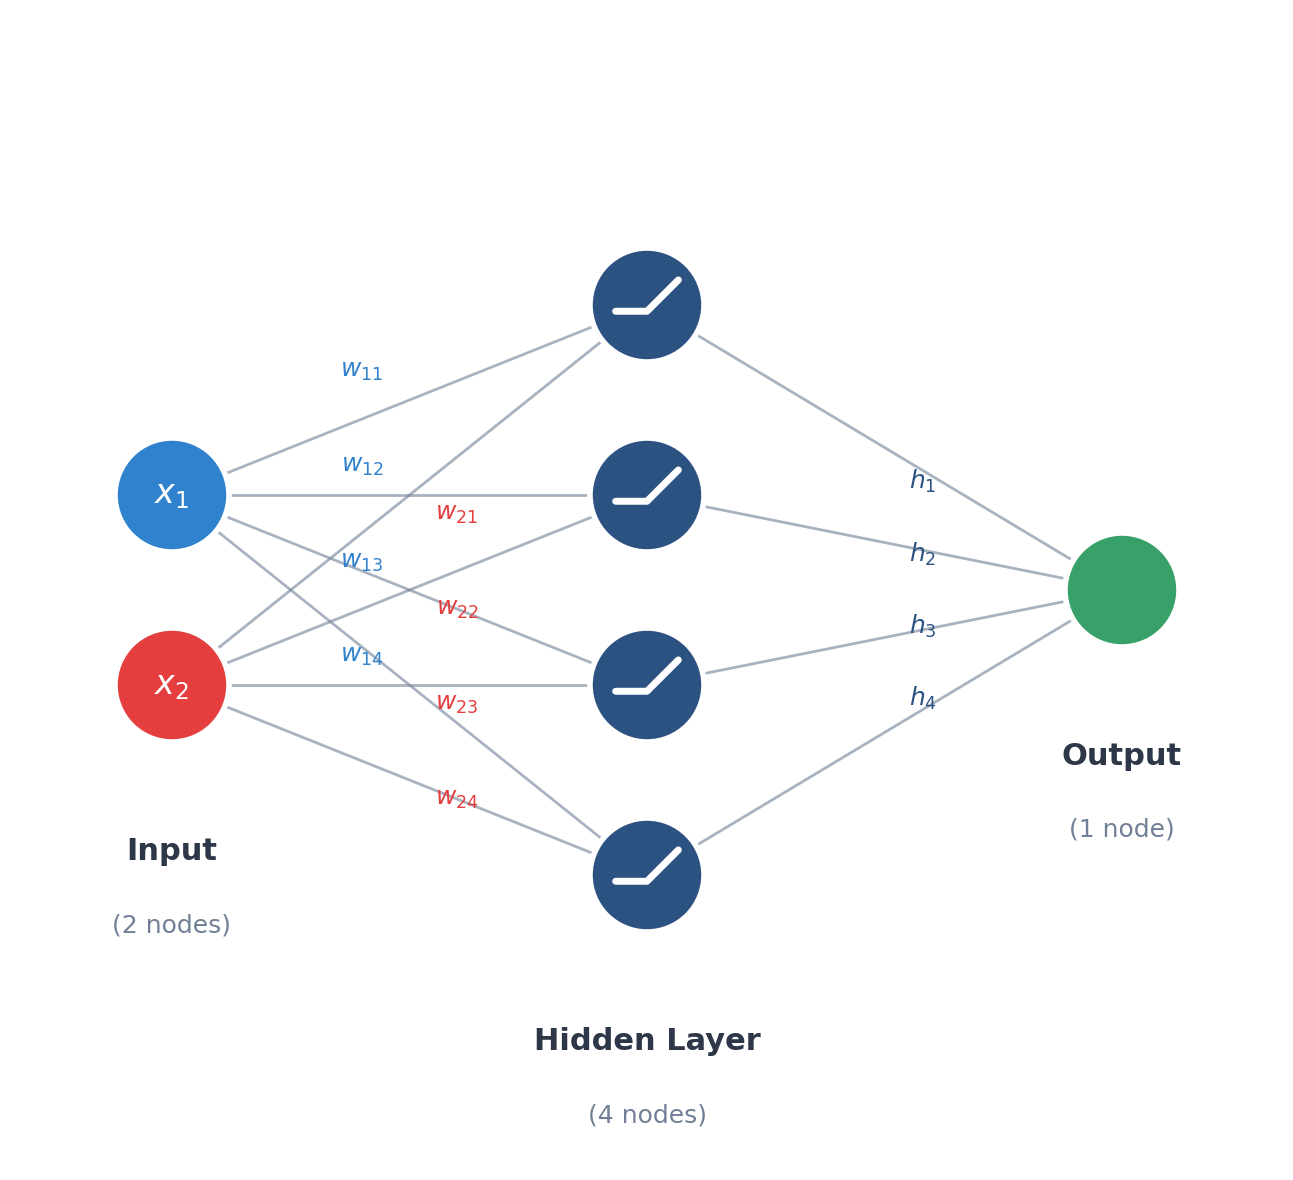 w₁₁
w₁₂
w₁₃
w₁₄
w₂₁
w₂₂
w₂₃
w₂₄
x₁
x₂
h₁
h₂
h₃
h₄
Input
(2 nodes)
Hidden Layer
(4 nodes)
Output
(1 node)